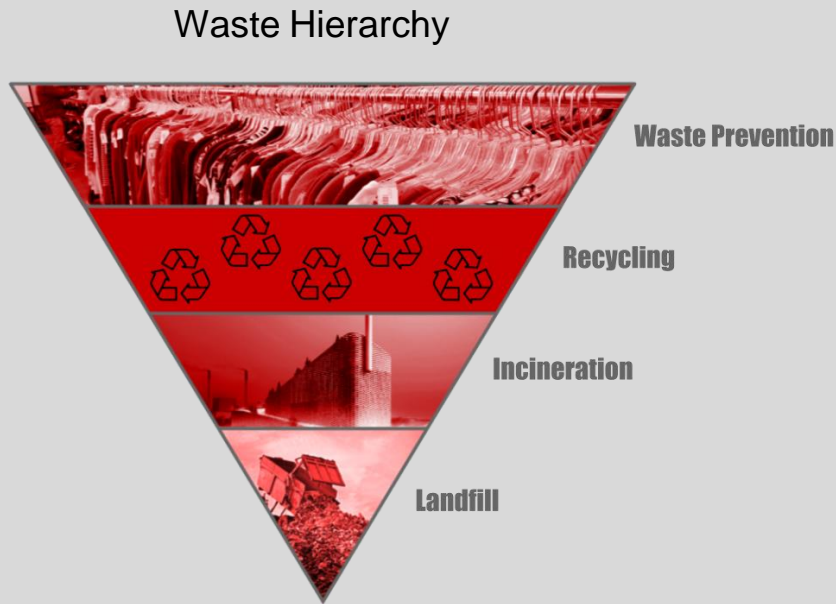 Waste Hierarchy
Waste Prevention
Recycling
Incineration
Landfill